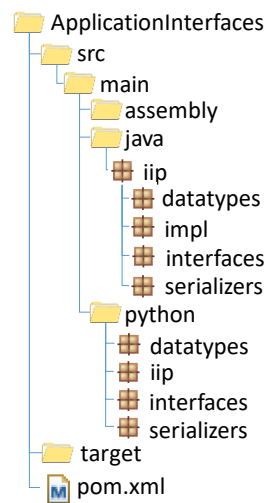 ApplicationInterfaces
src
main
assembly
java
iip
datatypes
impl
interfaces
serializers
python
datatypes
iip
interfaces
serializers
target
M pom.xml